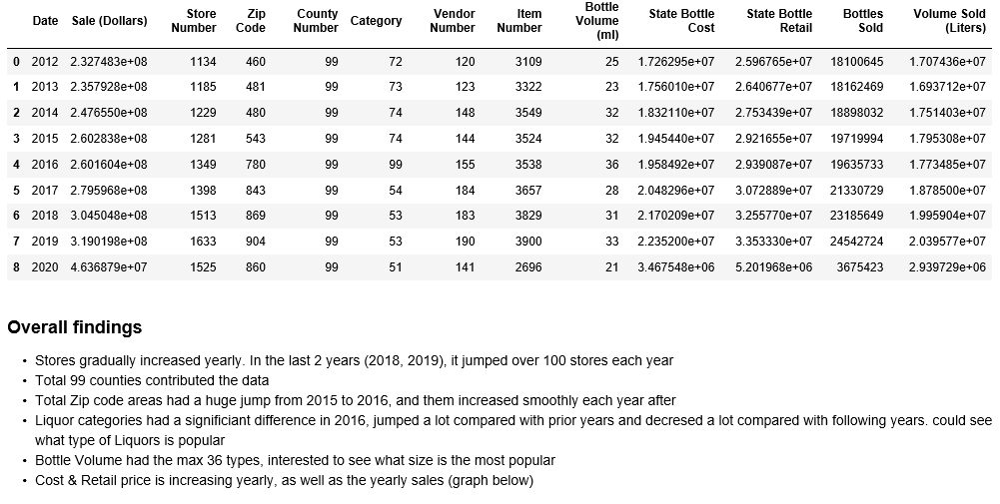 Date Sale (Dollars) Store Number Zip Code County Number Category Vendor Number Item Number Bottle Volume (ml) State Bottle Cost State Bottle Retail Bottles Sold Volume Sold (Liters)
0 2012 2.327483e+08 1134 460 99 72 120 3109 25 1.726295e+07 2.596765e+07 18100645 1.707436e+07
1 2013 2.357928e+08 1185 481 99 73 123 3322 23 1.756010e+07 2.640677e+07 18162469 1.693712e+07
2 2014 2.476550e+08 1229 480 99 74 148 3549 32 1.832110e+07 2.753439e+07 18898032 1.751403e+07
3 2015 2.602838e+08 1281 543 99 74 144 3524 32 1.945440e+07 2.921655e+07 19719994 1.795308e+07
4 2016 2.601604e+08 1349 780 99 99 155 3538 36 1.958492e+07 2.939087e+07 19635733 1.773485e+07
5 2017 2.795968e+08 1398 843 99 54 184 3657 28 2.048296e+07 3.072889e+07 21330729 1.878500e+07
6 2018 3.045048e+08 1513 869 99 53 183 3829 31 2.170209e+07 3.255770e+07 23185649 1.995904e+07
7 2019 3.190198e+08 1633 904 99 53 190 3900 33 2.235200e+07 3.353330e+07 24542724 2.039577e+07
8 2020 4.636879e+07 1525 860 99 51 141 2696 21 3.467548e+06 5.201968e+06 3675423 2.939729e+06
Overall findings
• Stores gradually increased yearly. In the last 2 years (2018, 2019), it jumped over 100 stores each year
• Total 99 counties contributed the data
• Total Zip code areas had a huge jump from 2015 to 2016, and them increased smoothly each year after
• Liquor categories had a significiant difference in 2016, jumped a lot compared with prior years and decresed a lot compared with following years. could see
what type of Liquors is popular
• Bottle Volume had the max 36 types, interested to see what size is the most popular
• Cost & Retail price is increasing yearly, as well as the yearly sales (graph below)